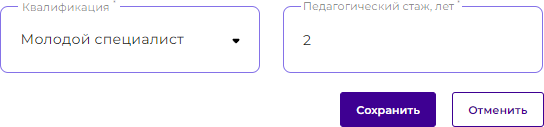 Квалификация * Педагогический стаж, лет *
Молодой специалист 2
Сохранить Отменить